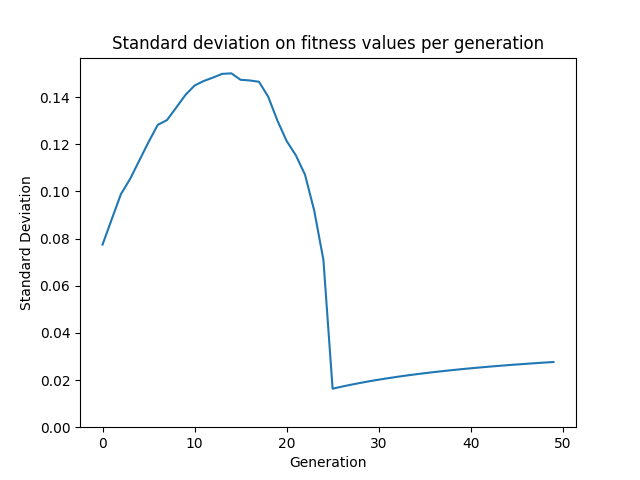 Standard deviation on fitness values per generation
Standard Deviation
0.14
0.12
0.10
0.08
0.06
0.04
0.02
0.00
0 10 20 30 40 50
Generation